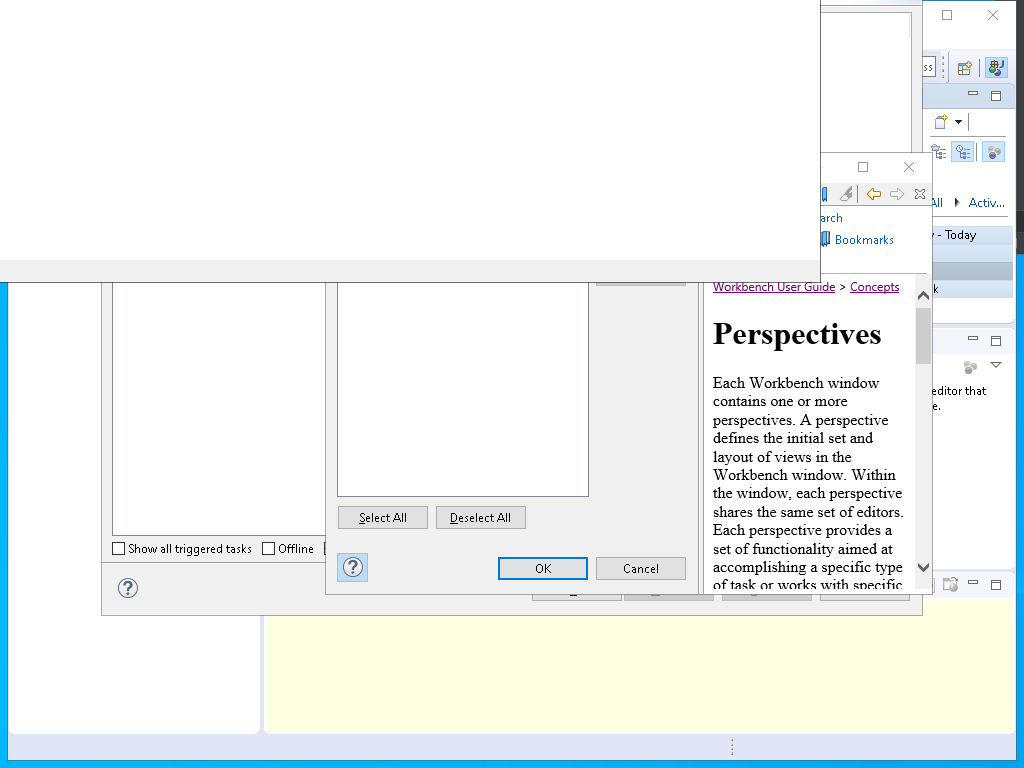 ss
All Activ...
arch
Bookmarks
- Today
k
Workbench User Guide > Concepts
Perspectives
Each Workbench window
contains one or more
perspectives. A perspective
defines the initial set and
layout of views in the
Workbench window. Within
the window, each perspective
shares the same set of editors.
Each perspective provides a
set of functionality aimed at
accomplishing a specific type
of task or works with specific
editor that
e.
Select All
Deselect All
Show all triggered tasks
Offline
OK
Cancel